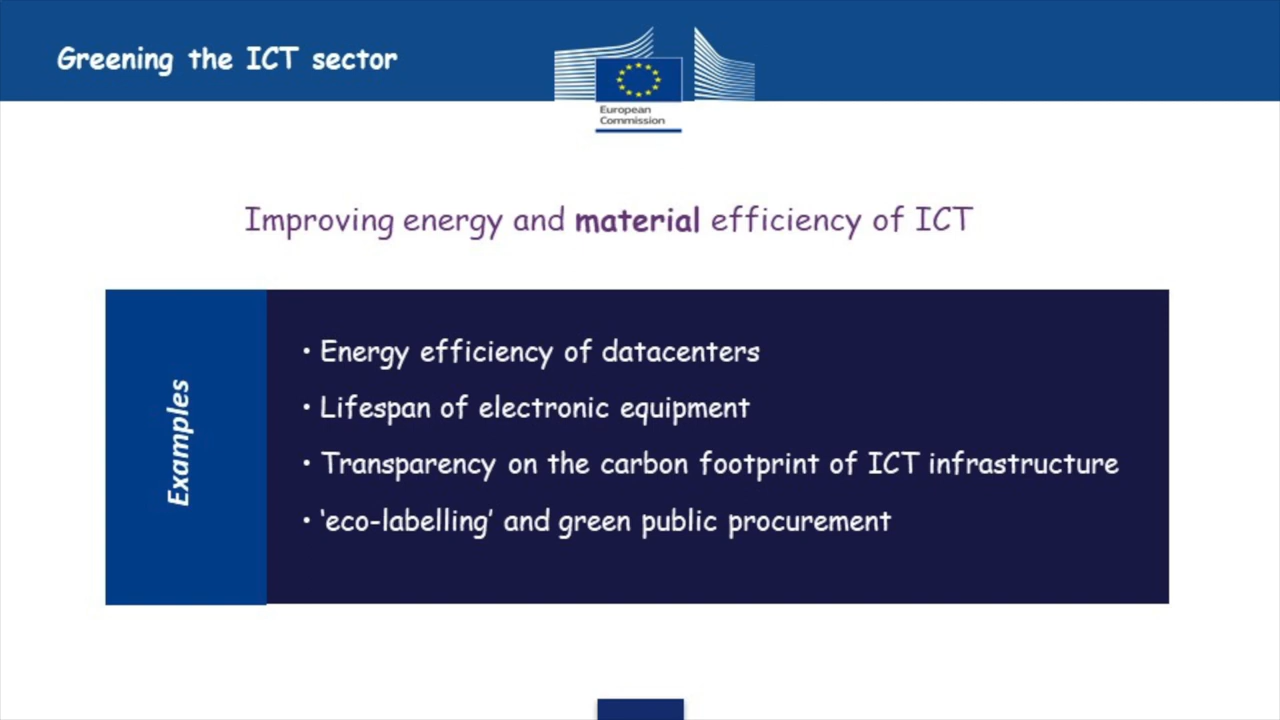 Greening the ICT sector
European
Commission
Improving energy and material efficiency of ICT
Examples
• Energy efficiency of datacenters
• Lifespan of electronic equipment
• Transparency on the carbon footprint of ICT infrastructure
• ‘eco-labelling’ and green public procurement